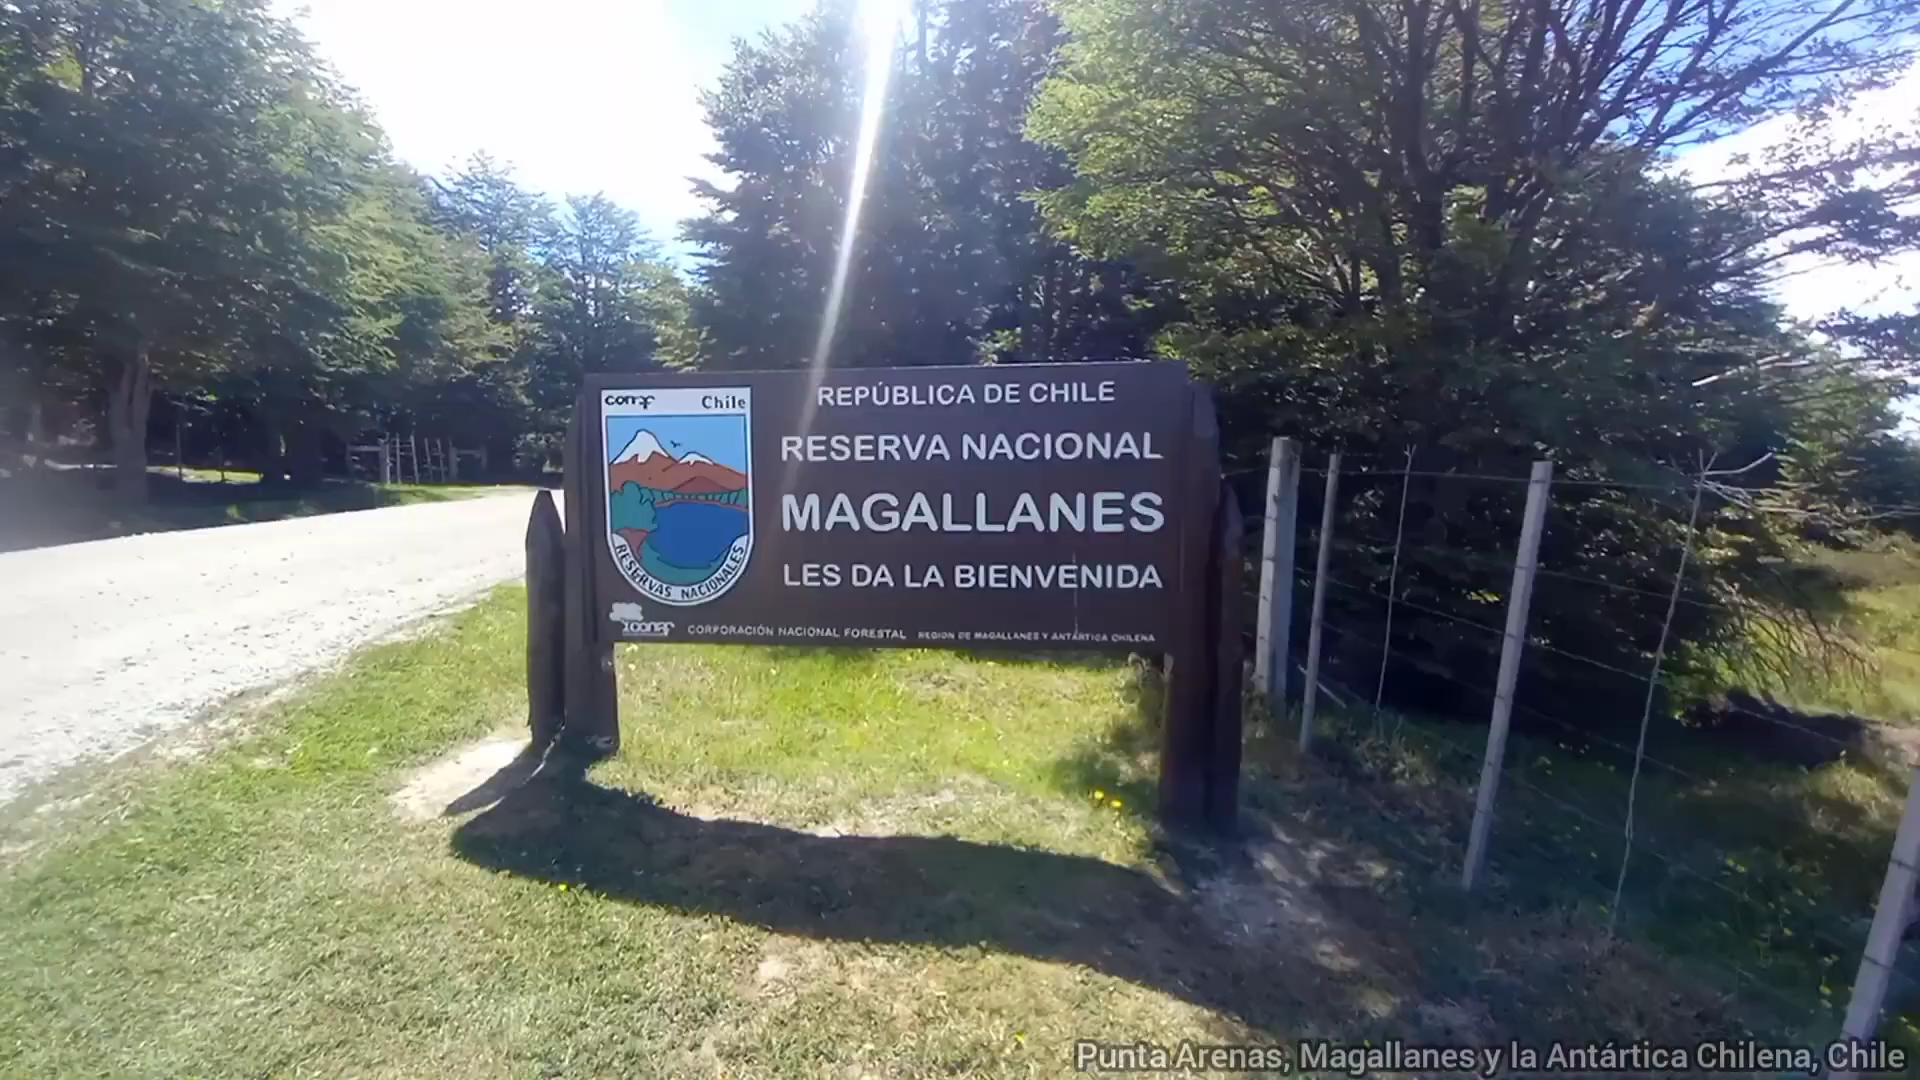 conaf Chile
REPÚBLICA DE CHILE
RESERVA NACIONAL
MAGALLANES
LES DA LA BIENVENIDA
RESERVAS NACIONALES
conaf CORPORACIÓN NACIONAL FORESTAL REGION DE MAGALLANES Y ANTÁRTICA CHILENA
Punta Arenas, Magallanes y la Antártica Chilena, Chile